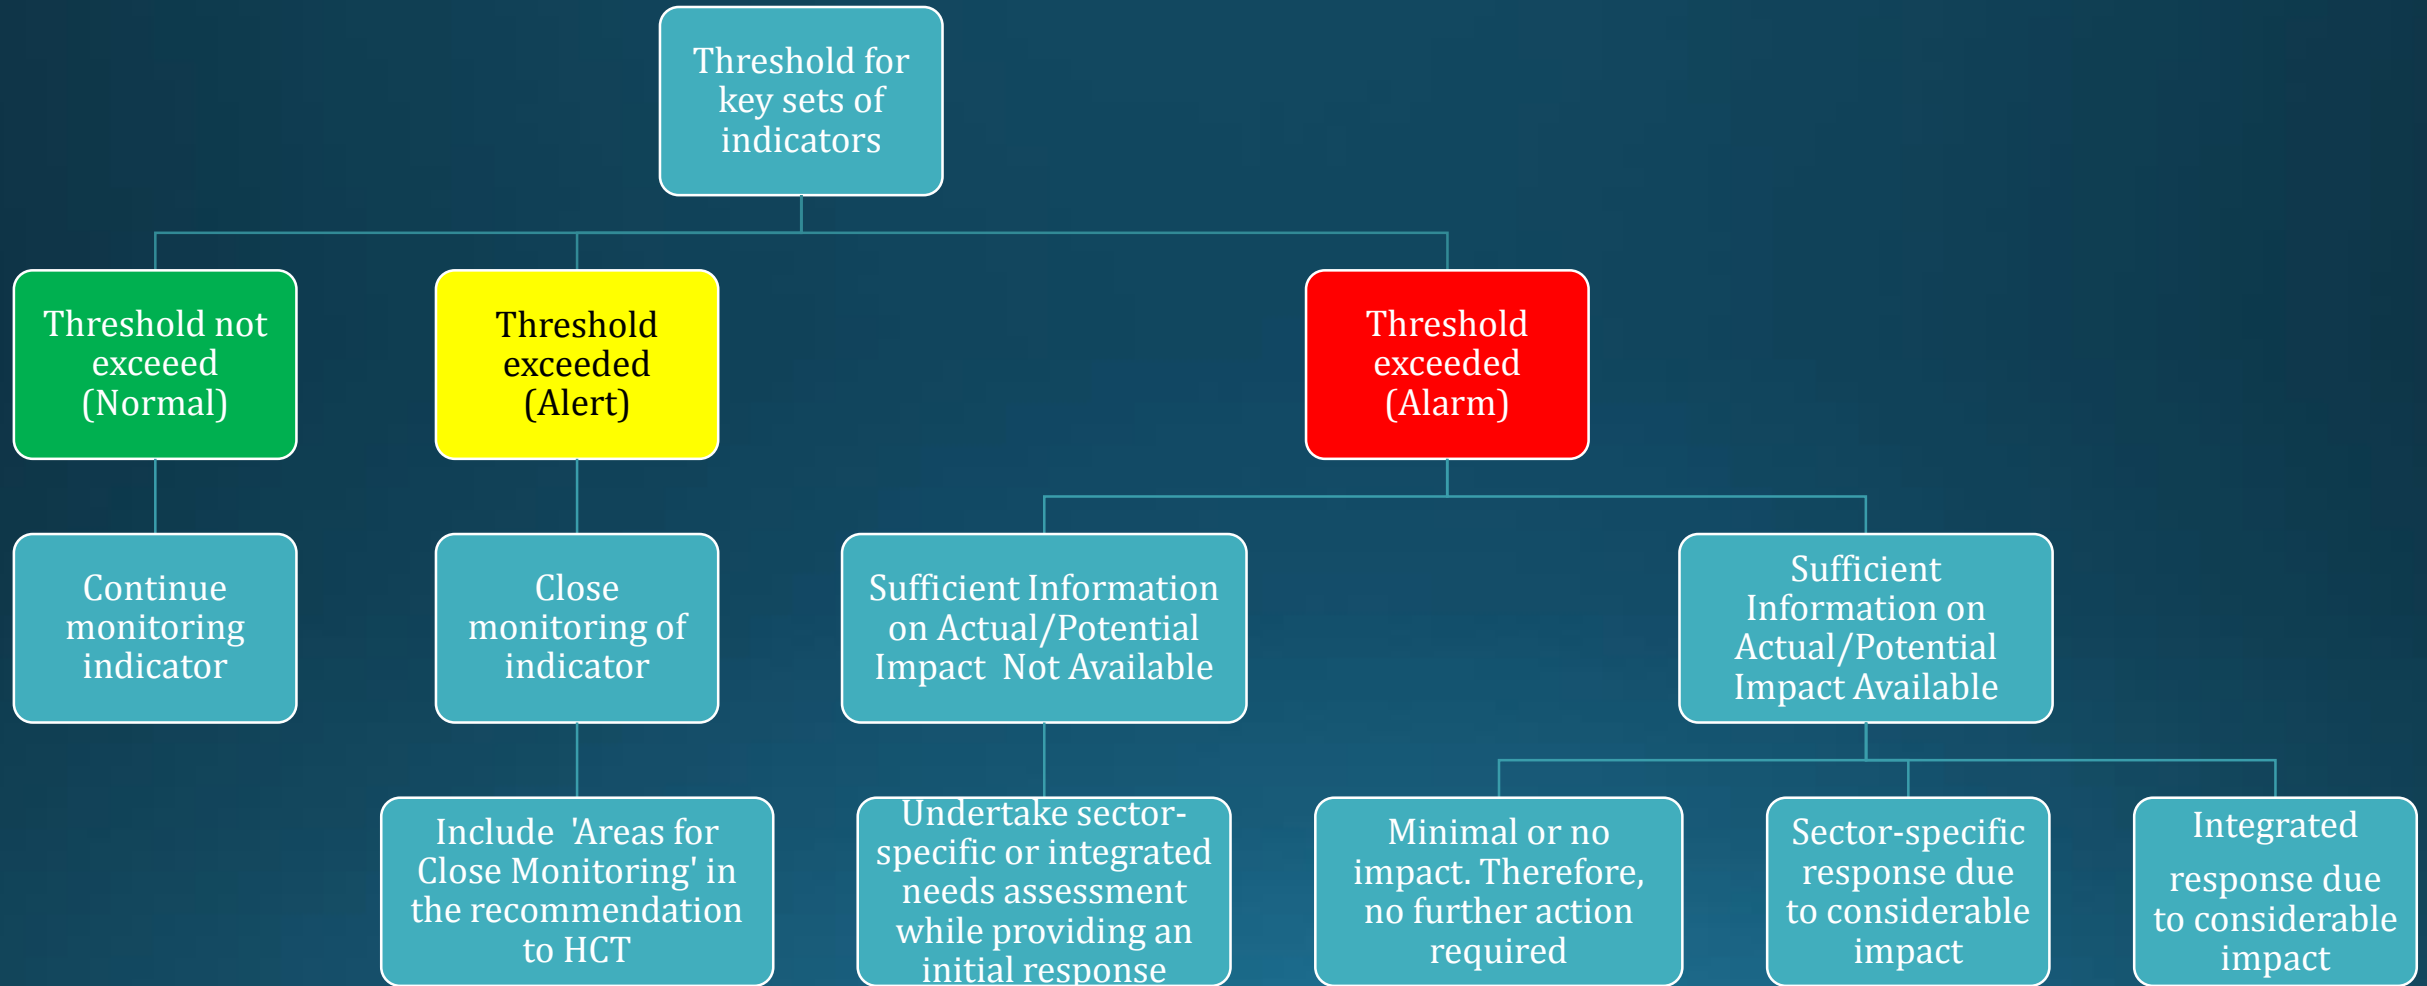 Threshold for
key sets of
indicators
Threshold not
exceeed
(Normal)
Threshold
exceeded
(Alert)
Threshold
exceeded
(Alarm)
Continue
monitoring
indicator
Close
monitoring of
indicator
Sufficient Information
on Actual/Potential
Impact  Not Available
Sufficient
Information on
Actual/Potential
Impact Available
Include  'Areas for
Close Monitoring' in
the recommendation
to HCT
Undertake sector-
specific or integrated
needs assessment
while providing an
initial response
Minimal or no
impact. Therefore,
no further action
required
Sector-specific
response due
to considerable
impact
Integrated
response due
to considerable
impact